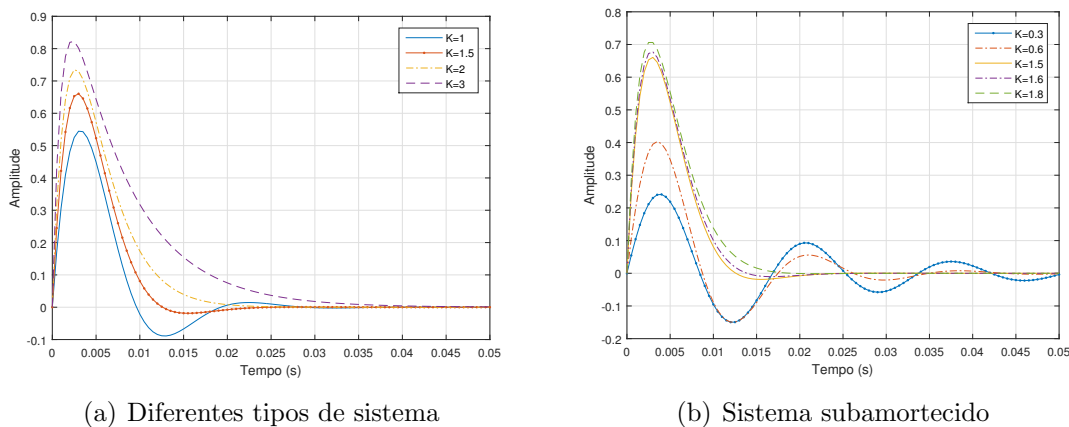 0.9
0.8
0.7
0.6
0.5
0.4
0.3
0.2
0.1
0
-0.1
Amplitude
0 0.005 0.01 0.015 0.02 0.025 0.03 0.035 0.04 0.045 0.05
Tempo (s)
K=1
K=1.5
K=2
K=3
(a) Diferentes tipos de sistema
0.8
0.7
0.6
0.5
0.4
0.3
0.2
0.1
0
-0.1
-0.2
Amplitude
0 0.005 0.01 0.015 0.02 0.025 0.03 0.035 0.04 0.045 0.05
Tempo (s)
K=0.3
K=0.6
K=1.5
K=1.6
K=1.8
(b) Sistema subamortecido